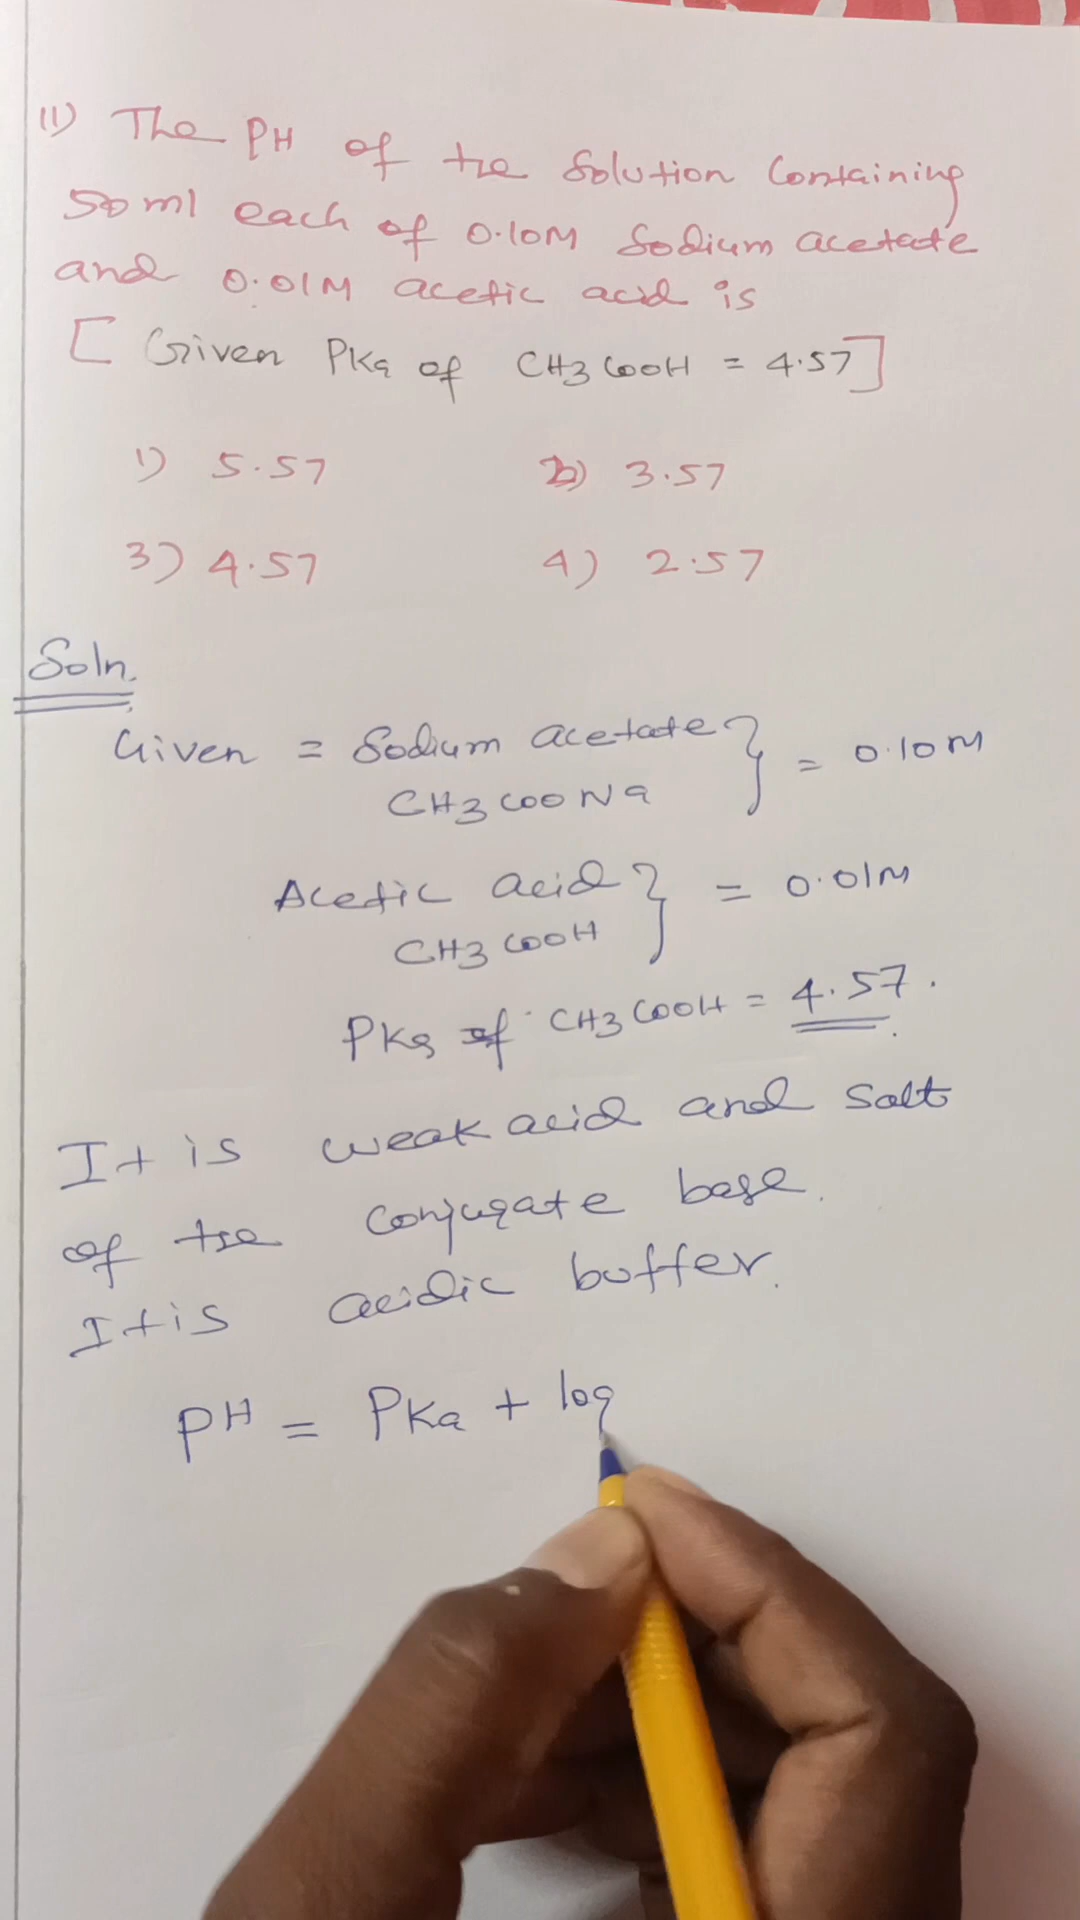 11) The PH of the Solution Containing
50 ml each of 0.10M Sodium acetate
and 0.01M acetic acid is
[ Given PKa of CH3COOH = 4.57]
1) 5.57 2) 3.57
3) 4.57 4) 2.57
Soln.
Given = Sodium acetate } = 0.10M
CH3COONa
Acetic acid } = 0.01M
CH3COOH
PKa of CH3COOH = 4.57.
It is weak acid and salt
of the conjugate base.
It is acidic buffer.
PH = PKa + log